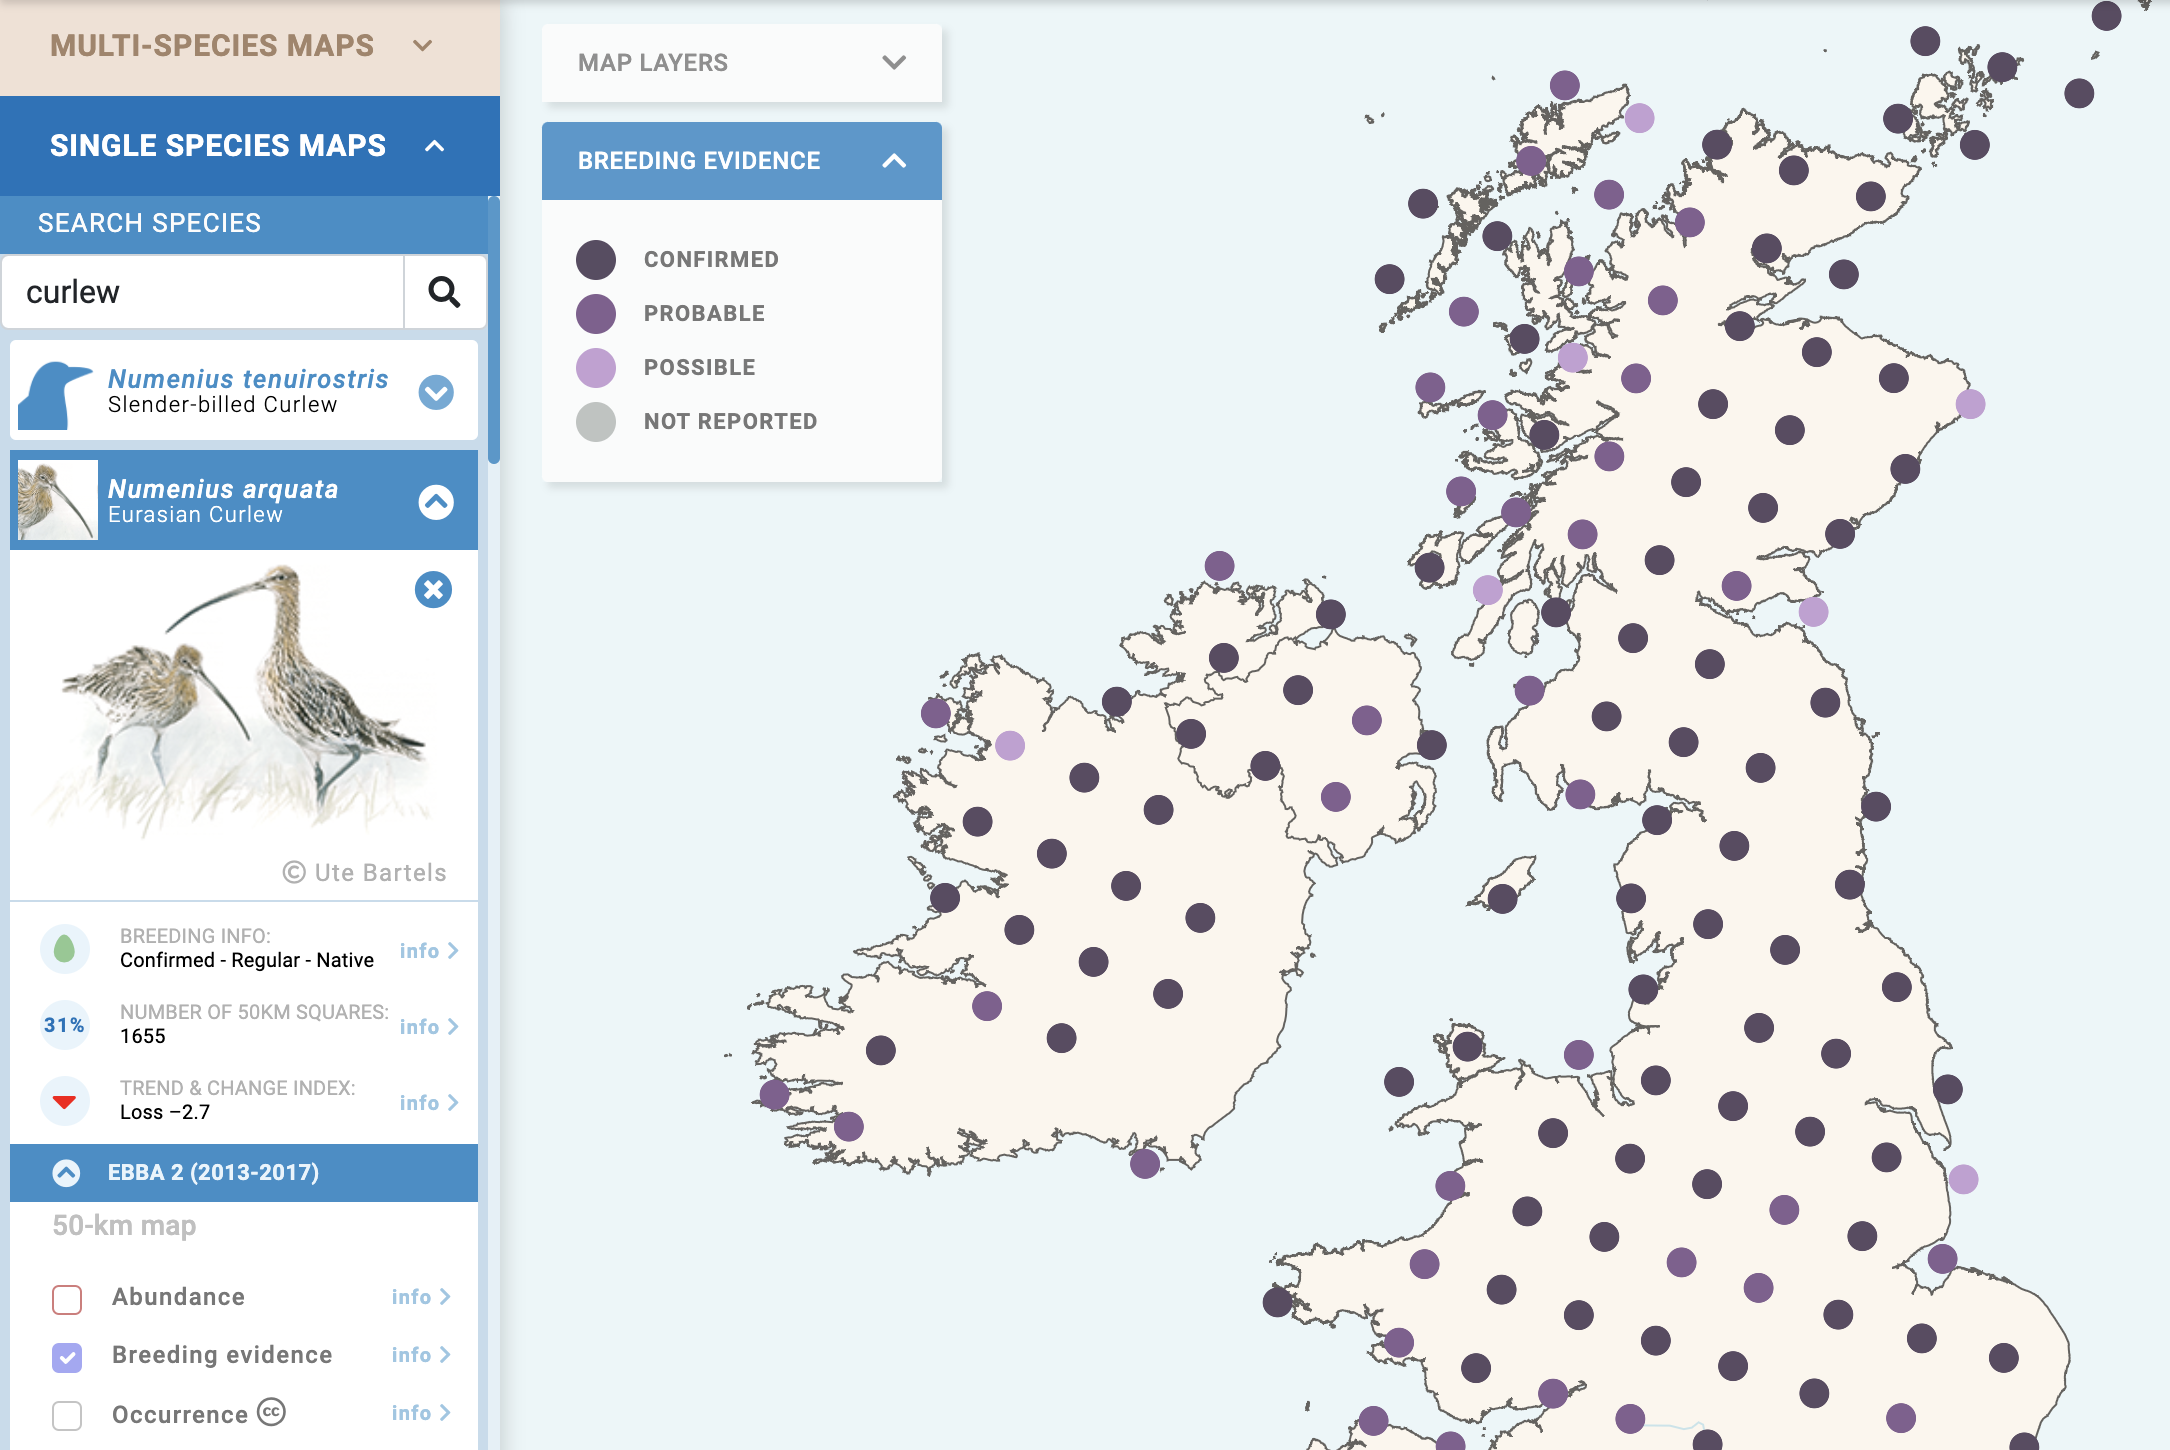 MULTI-SPECIES MAPS
SINGLE SPECIES MAPS
SEARCH SPECIES
curlew
Numenius tenuirostris
Slender-billed Curlew
Numenius arquata
Eurasian Curlew
© Ute Bartels
BREEDING INFO:
Confirmed - Regular - Native
info
31%
NUMBER OF 50KM SQUARES:
1655
info
TREND & CHANGE INDEX:
Loss −2.7
info
EBBA 2 (2013-2017)
50-km map
Abundance info
Breeding evidence info
Occurrence cc info
MAP LAYERS
BREEDING EVIDENCE
CONFIRMED
PROBABLE
POSSIBLE
NOT REPORTED